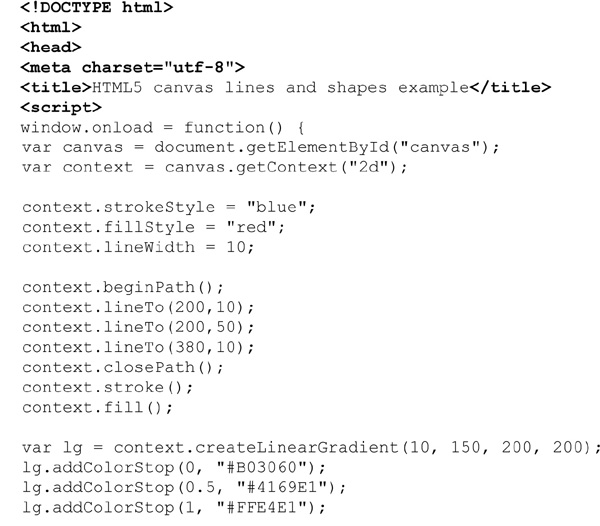 <!DOCTYPE html>
<html>
<head>
<meta charset="utf-8">
<title>HTML5 canvas lines and shapes example</title>
<script>
window.onload = function() {
var canvas = document.getElementById("canvas");
var context = canvas.getContext("2d");
context.strokeStyle = "blue";
context.fillStyle = "red";
context.lineWidth = 10;
context.beginPath();
context.lineTo(200,10);
context.lineTo(200,50);
context.lineTo(380,10);
context.closePath();
context.stroke();
context.fill();
var lg = context.createLinearGradient(10, 150, 200, 200);
lg.addColorStop(0, "#B03060");
lg.addColorStop(0.5, "#4169E1");
lg.addColorStop(1, "#FFE4E1");